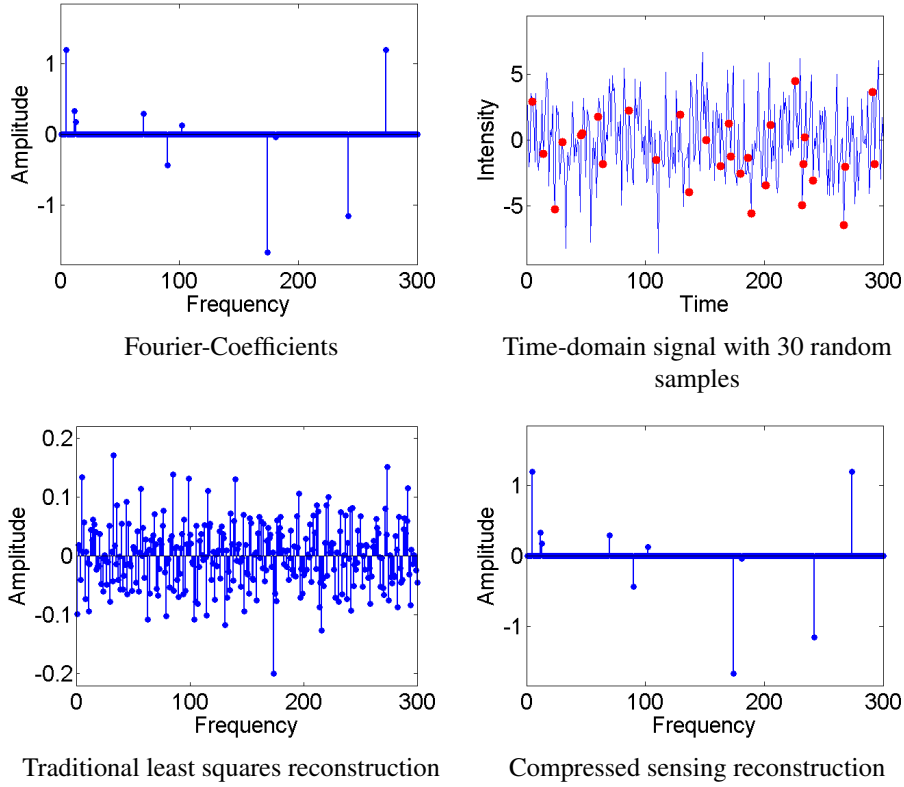 1
0
-1
Amplitude
0
100
200
300
Frequency
Fourier-Coefficients
5
0
-5
Intensity
0
100
200
300
Time
Time-domain signal with 30 random
samples
0.2
0.1
0
-0.1
-0.2
Amplitude
0
100
200
300
Frequency
Traditional least squares reconstruction
1
0
-1
Amplitude
0
100
200
300
Frequency
Compressed sensing reconstruction